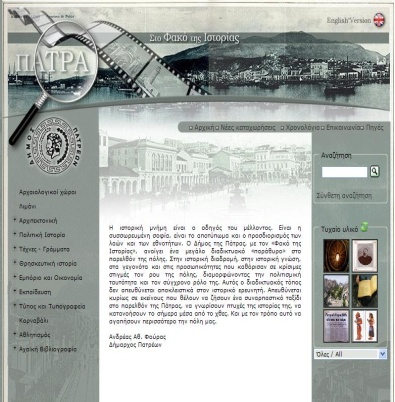 English Version
Στο Φακό της Ιστορίας
ΠΑΤΡΑ
Αρχική Νέες καταχωρήσεις Χρονολόγιο Επικοινωνία Πηγές
ΔΗΜΟΣ ΠΑΤΡΕΩΝ
Αρχαιολογικοί χώροι
Λιμάνι
Αρχιτεκτονική
Πολιτική Ιστορία
Τέχνες - Γράμματα
Θρησκευτική Ιστορία
Εμπόριο και Οικονομία
Εκπαίδευση
Τύπος και Τυπογραφεία
Καρναβάλι
Αθλητισμός
Αχαϊκή Βιβλιογραφία
Η ιστορική μνήμη είναι ο οδηγός του μέλλοντος. Είναι η
συσσωρευμένη σοφία, είναι το αποτύπωμα και ο προσδιορισμός των
λαών και των εθνοτήτων. Ο Δήμος της Πάτρας, με τον «Φακό της
Ιστορίας», ανοίγει ένα μεγάλο διαδικτυακό «παράθυρο» στο
παρελθόν της πόλης. Στην ιστορική διαδρομή, στην ιστορική γνώση,
στα γεγονότα και στις προσωπικότητες που καθόρισαν σε κρίσιμες
στιγμές τον ρου της πόλης, διαμορφώνοντας την πολιτισμική
ταυτότητα και τον σύγχρονο ρόλο της. Αυτός ο διαδικτυακός τόπος
δεν απευθύνεται αποκλειστικά στον ιστορικό ερευνητή. Απευθύνεται
κυρίως σε εκείνους που θέλουν να ζήσουν ένα συναρπαστικό ταξίδι
στο παρελθόν της Πάτρας, να γνωρίσουν πτυχές της ιστορίας της, να
κατανοήσουν το σήμερα μέσα από το χθες. Και με τον τρόπο αυτό να
αγαπήσουν περισσότερο την πόλη μας.
Ανδρέας Αθ. Φούρας
Δήμαρχος Πατρέων
Αναζήτηση
Σύνθετη αναζήτηση
Τυχαίο υλικό
Όλες / All